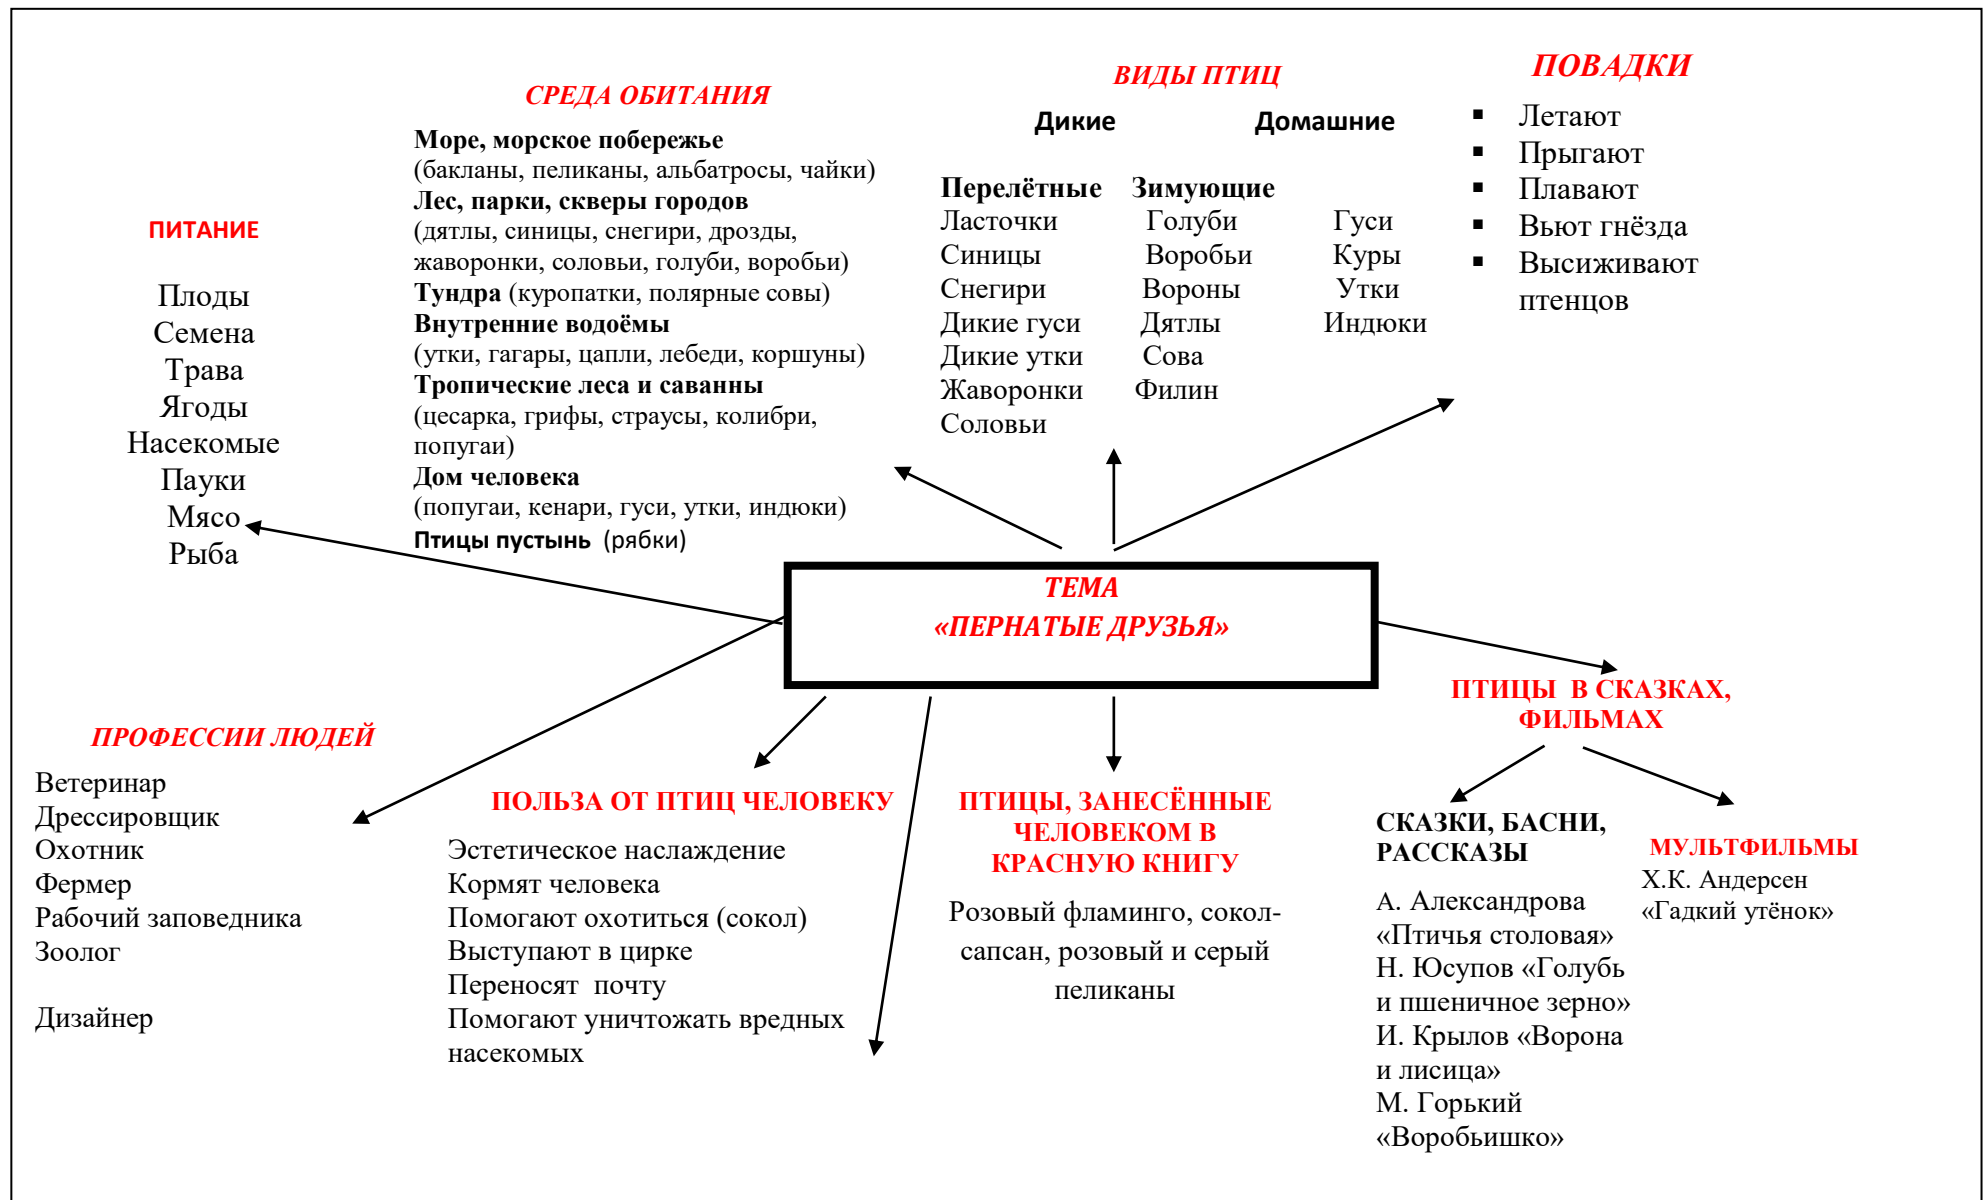 ПИТАНИЕ
Плоды
Семена
Трава
Ягоды
Насекомые
Пауки
Мясо
Рыба
СРЕДА ОБИТАНИЯ
Море, морское побережье
(бакланы, пеликаны, альбатросы, чайки)
Лес, парки, скверы городов
(дятлы, синицы, снегири, дрозды,
жаворонки, соловьи, голуби, воробьи)
Тундра (куропатки, полярные совы)
Внутренние водоёмы
(утки, гагары, цапли, лебеди, коршуны)
Тропические леса и саванны
(цесарка, грифы, страусы, колибри,
попугаи)
Дом человека
(попугаи, кенари, гуси, утки, индюки)
Птицы пустынь (рябки)
ВИДЫ ПТИЦ
Дикие Домашние
Перелётные Зимующие
Ласточки Голуби Гуси
Синицы Воробьи Куры
Снегири Вороны Утки
Дикие гуси Дятлы Индюки
Дикие утки Сова
Жаворонки Филин
Соловьи
ПОВАДКИ
▪ Летают
▪ Прыгают
▪ Плавают
▪ Вьют гнёзда
▪ Высиживают
птенцов
ТЕМА
«ПЕРНАТЫЕ ДРУЗЬЯ»
ПРОФЕССИИ ЛЮДЕЙ
Ветеринар
Дрессировщик
Охотник
Фермер
Рабочий заповедника
Зоолог
Дизайнер
ПОЛЬЗА ОТ ПТИЦ ЧЕЛОВЕКУ
Эстетическое наслаждение
Кормят человека
Помогают охотиться (сокол)
Выступают в цирке
Переносят почту
Помогают уничтожать вредных
насекомых
ПТИЦЫ, ЗАНЕСЁННЫЕ
ЧЕЛОВЕКОМ В
КРАСНУЮ КНИГУ
Розовый фламинго, сокол-
сапсан, розовый и серый
пеликаны
ПТИЦЫ В СКАЗКАХ,
ФИЛЬМАХ
СКАЗКИ, БАСНИ,
РАССКАЗЫ
А. Александрова
«Птичья столовая»
Н. Юсупов «Голубь
и пшеничное зерно»
И. Крылов «Ворона
и лисица»
М. Горький
«Воробьишко»
МУЛЬТФИЛЬМЫ
Х.К. Андерсен
«Гадкий утёнок»